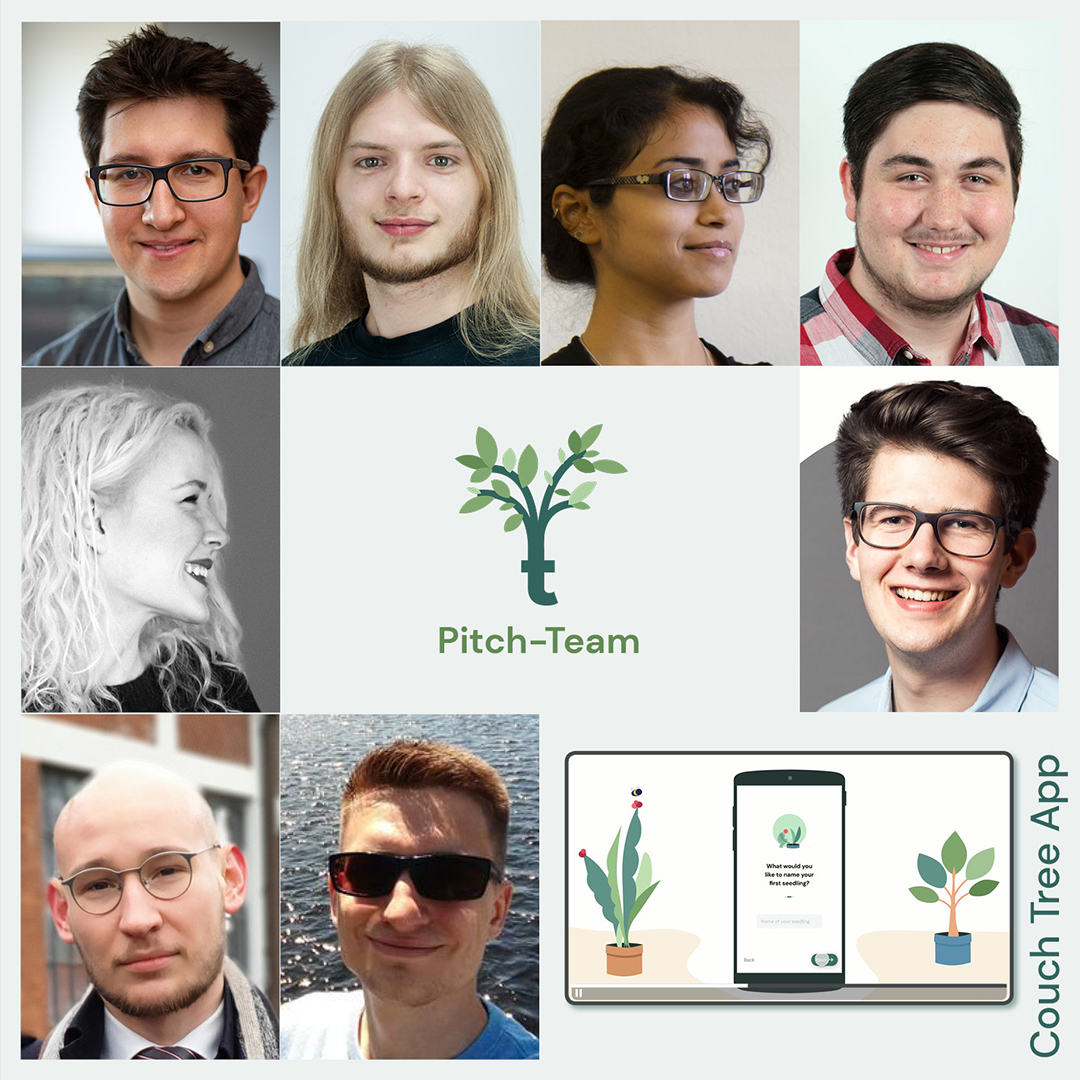 t
Pitch-Team
What would you
like to name your
first seedling?
Name of your seedling
Back
Couch Tree App